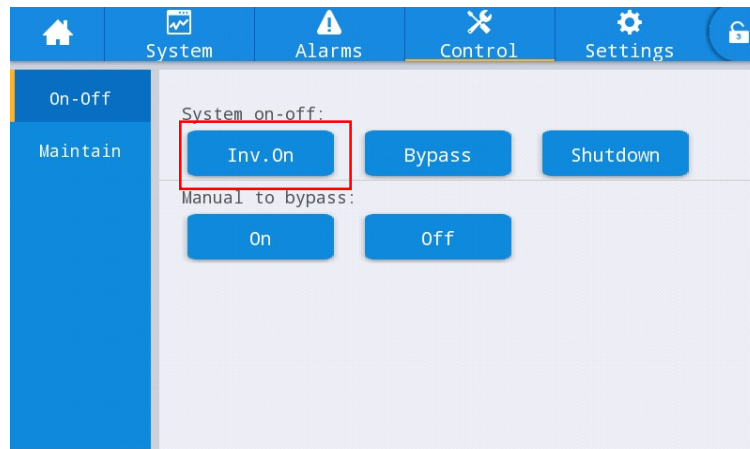 System Alarms Control Settings
3
On-Off
Maintain
System on-off:
Inv.On Bypass Shutdown
Manual to bypass:
On Off